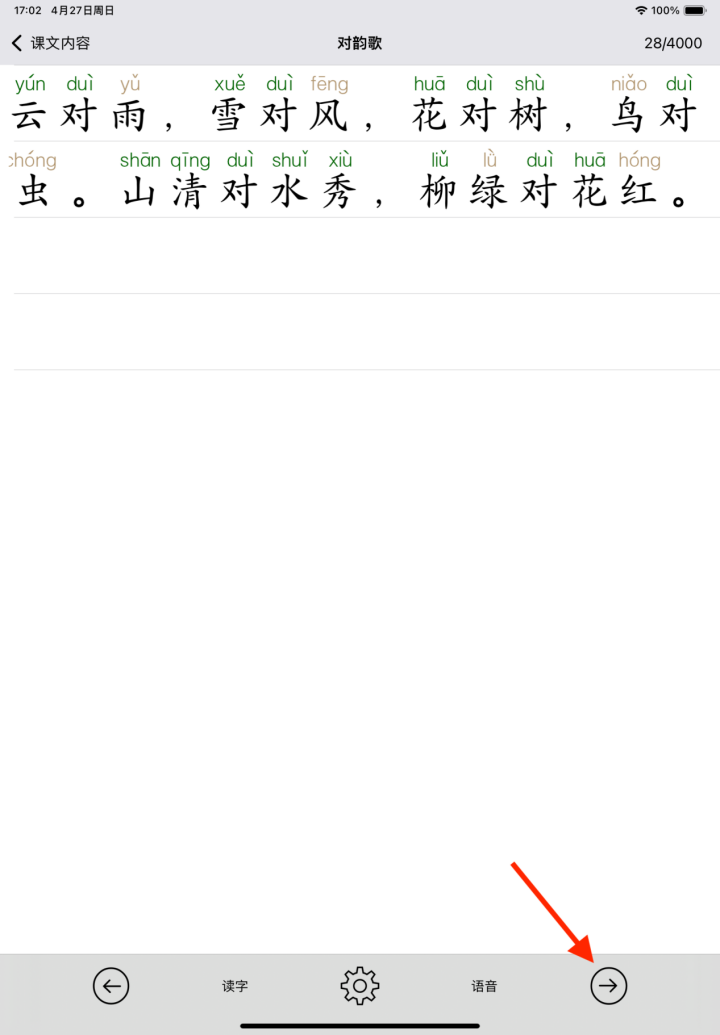 17:02 4月27日周日 100%
课文内容 对韵歌 28/4000
yún duì yǔ xuě duì fēng huā duì shù niǎo duì
云对雨，雪对风，花对树，鸟对
chóng shān qīng duì shuǐ xiù liǔ lǜ duì huā hóng
虫。山清对水秀，柳绿对花红。
读字 语音